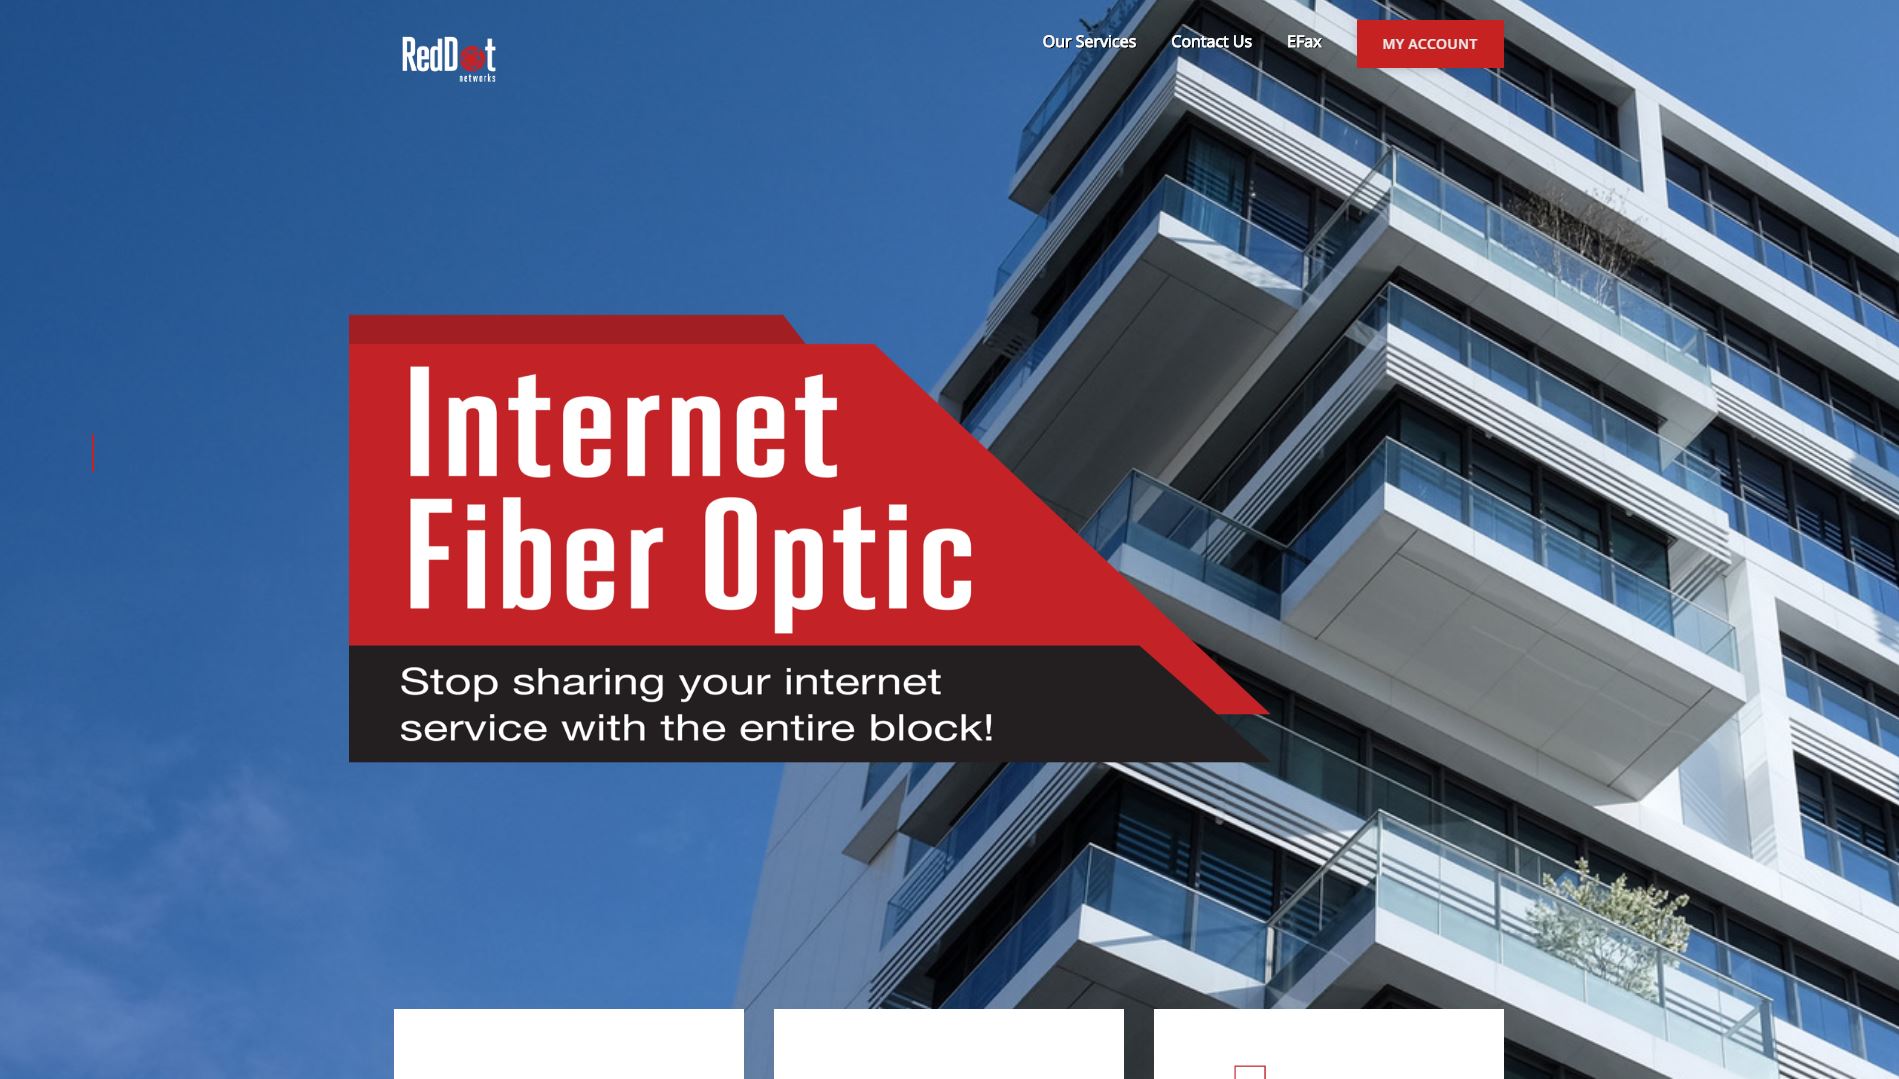 RedDot
networks
Our Services
Contact Us
EFax
MY ACCOUNT
Internet
Fiber Optic
Stop sharing your internet
service with the entire block!